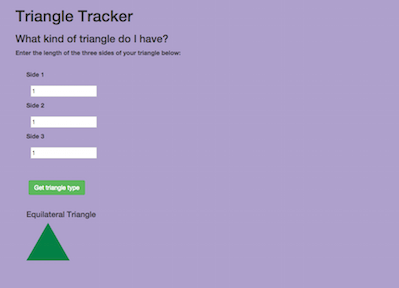 Triangle Tracker
What kind of triangle do I have?
Enter the length of the three sides of your triangle below:
Side 1
1
Side 2
1
Side 3
1
Get triangle type
Equilateral Triangle